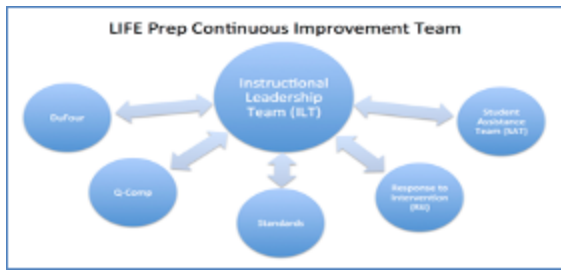 LIFE Prep Continuous Improvement Team
Instructional
Leadership
Team (ILT)
DuFour
Student
Assistance
Team (SAT)
Q-Comp
Response to
Intervention
(RtI)
Standards